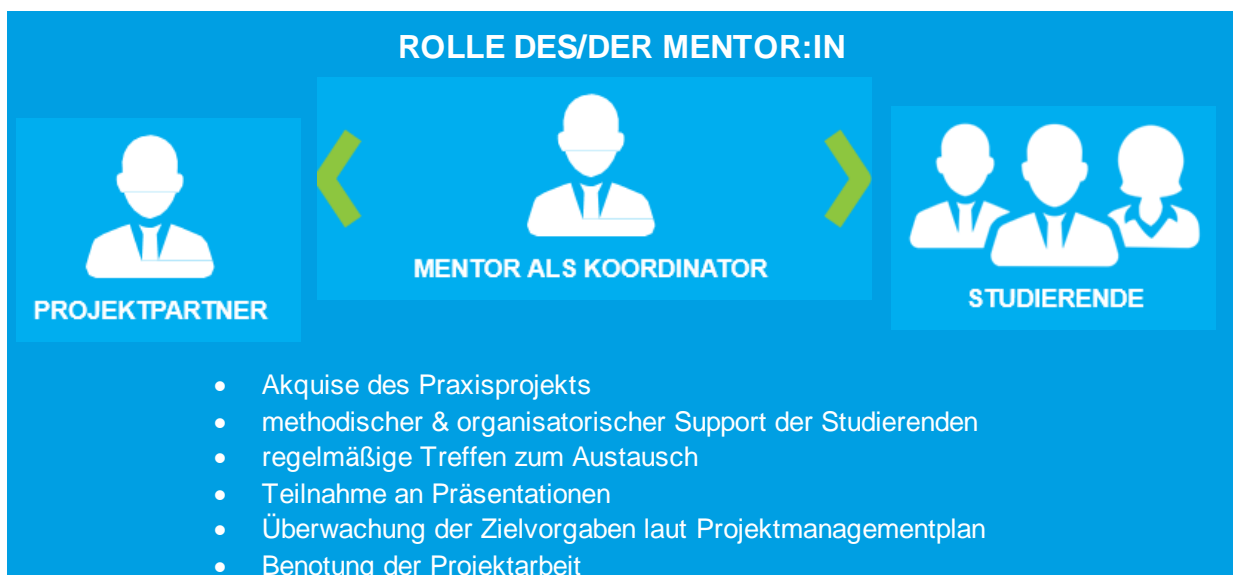 ROLLE DES/DER MENTOR:IN
PROJEKTPARTNER
MENTOR ALS KOORDINATOR
STUDIERENDE
• Akquise des Praxisprojekts
• methodischer & organisatorischer Support der Studierenden
• regelmäßige Treffen zum Austausch
• Teilnahme an Präsentationen
• Überwachung der Zielvorgaben laut Projektmanagementplan
• Benotung der Projektarbeit